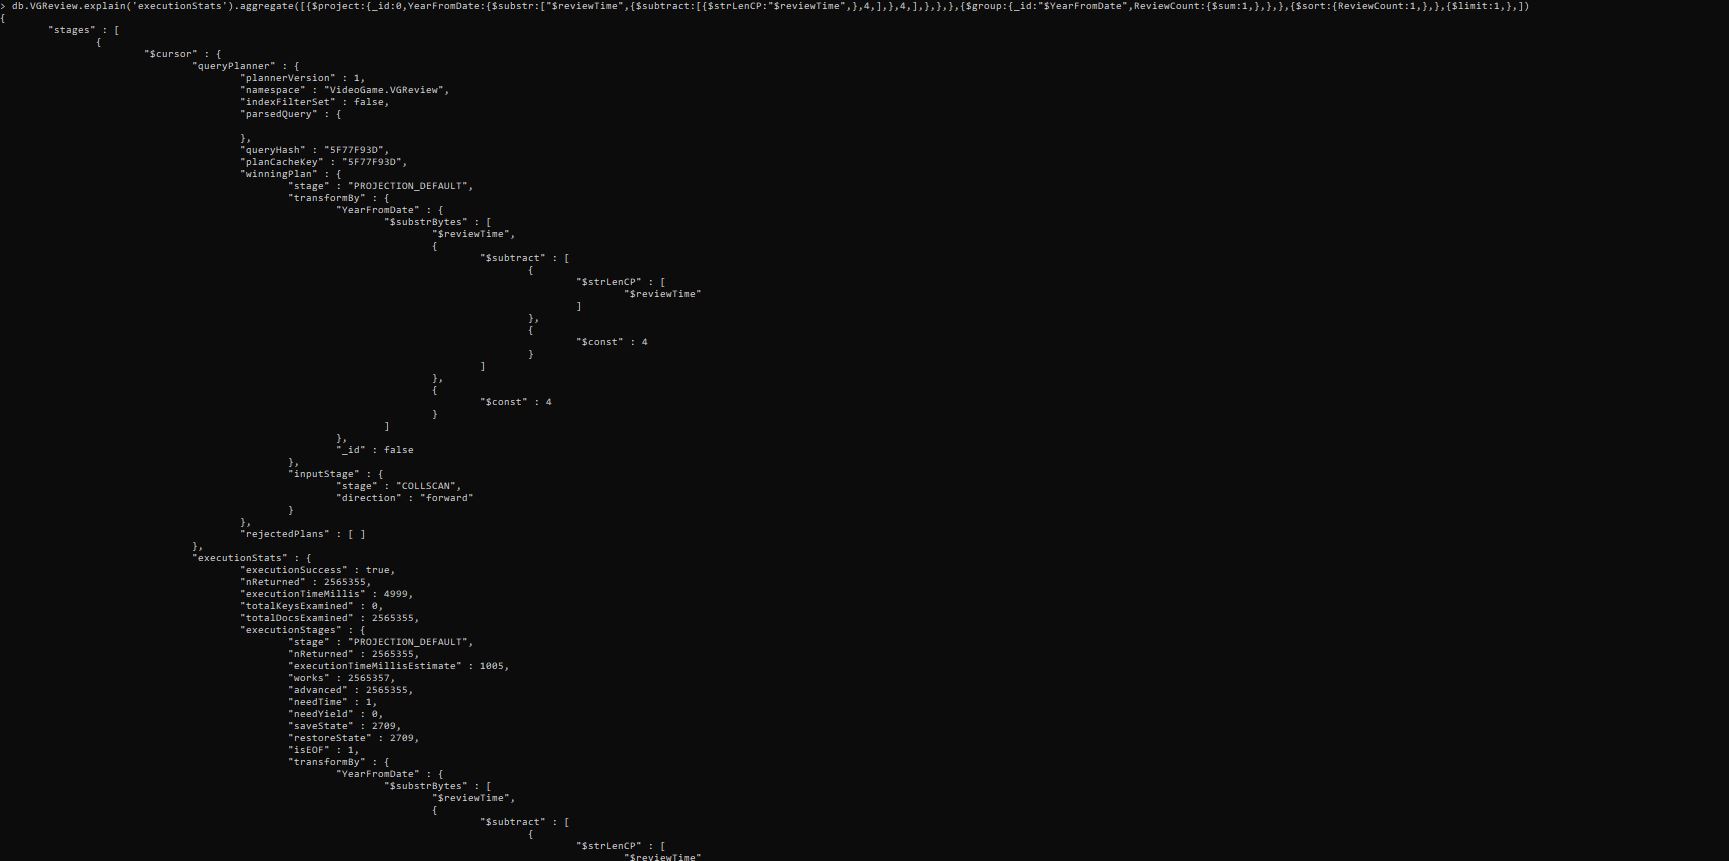 > db.VGReview.explain('executionStats').aggregate([{$project:{_id:0,YearFromDate:{$substr:["$reviewTime",{$subtract:[{$strLenCP:"$reviewTime",},4,],},4,],},},},{$group:{_id:"$YearFromDate",ReviewCount:{$sum:1,},},},{$sort:{ReviewCount:1,},},{$limit:1,},])
{
"stages" : [
{
"$cursor" : {
"queryPlanner" : {
"plannerVersion" : 1,
"namespace" : "VideoGame.VGReview",
"indexFilterSet" : false,
"parsedQuery" : {
},
"queryHash" : "5F77F93D",
"planCacheKey" : "5F77F93D",
"winningPlan" : {
"stage" : "PROJECTION_DEFAULT",
"transformBy" : {
"YearFromDate" : {
"$substrBytes" : [
"$reviewTime",
{
"$subtract" : [
{
"$strLenCP" : [
"$reviewTime"
]
},
{
"$const" : 4
}
]
},
{
"$const" : 4
}
]
},
"_id" : false
},
"inputStage" : {
"stage" : "COLLSCAN",
"direction" : "forward"
}
},
"rejectedPlans" : [ ]
},
"executionStats" : {
"executionSuccess" : true,
"nReturned" : 2565355,
"executionTimeMillis" : 4999,
"totalKeysExamined" : 0,
"totalDocsExamined" : 2565355,
"executionStages" : {
"stage" : "PROJECTION_DEFAULT",
"nReturned" : 2565355,
"executionTimeMillisEstimate" : 1005,
"works" : 2565357,
"advanced" : 2565355,
"needTime" : 1,
"needYield" : 0,
"saveState" : 2709,
"restoreState" : 2709,
"isEOF" : 1,
"transformBy" : {
"YearFromDate" : {
"$substrBytes" : [
"$reviewTime",
{
"$subtract" : [
{
"$strLenCP" : [
"$reviewTime"